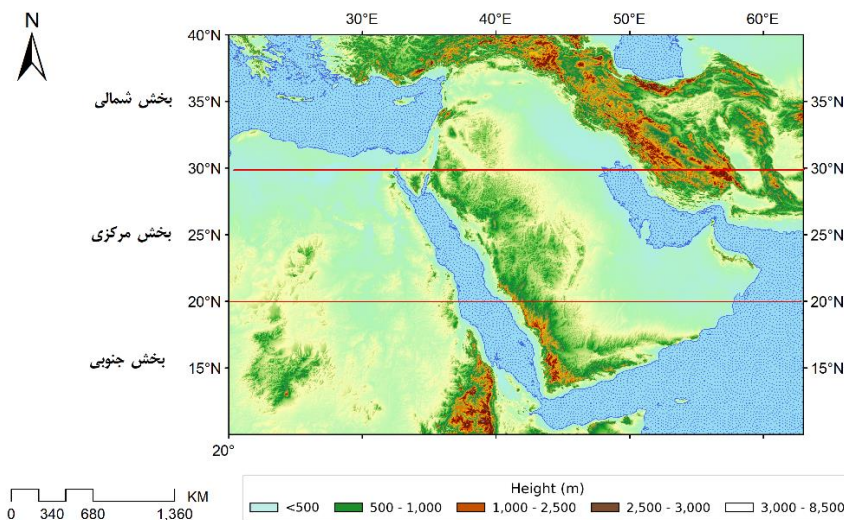 N
30°E 40°E 50°E 60°E
40°N
بخش شمالی
35°N 35°N
30°N 30°N
بخش مرکزی
25°N 25°N
20°N 20°N
بخش جنوبی
15°N 15°N
20°
KM
0 340 680 1,360
Height (m)
<500 500 - 1,000 1,000 - 2,500 2,500 - 3,000 3,000 - 8,500